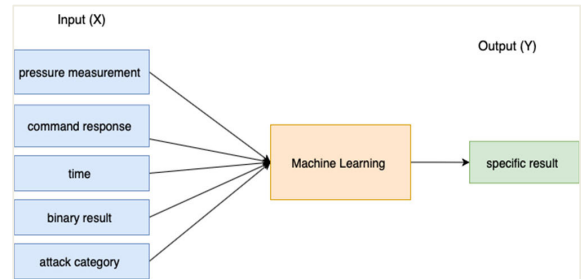 Input (X)
Output (Y)
pressure measurement
command response
time
binary result
attack category
Machine Learning
specific result